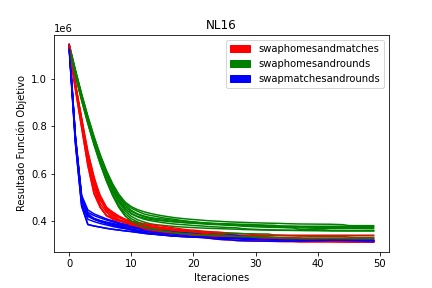 NL16
1e6
swaphomesandmatches
swaphomesandrounds
swapmatchesandrounds
Resultado Función Objetivo
1.0
0.8
0.6
0.4
0 10 20 30 40 50
Iteraciones